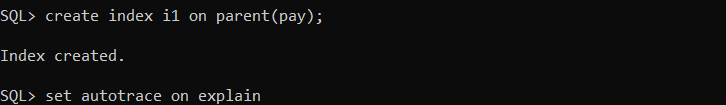 SQL> create index i1 on parent(pay);
Index created.
SQL> set autotrace on explain